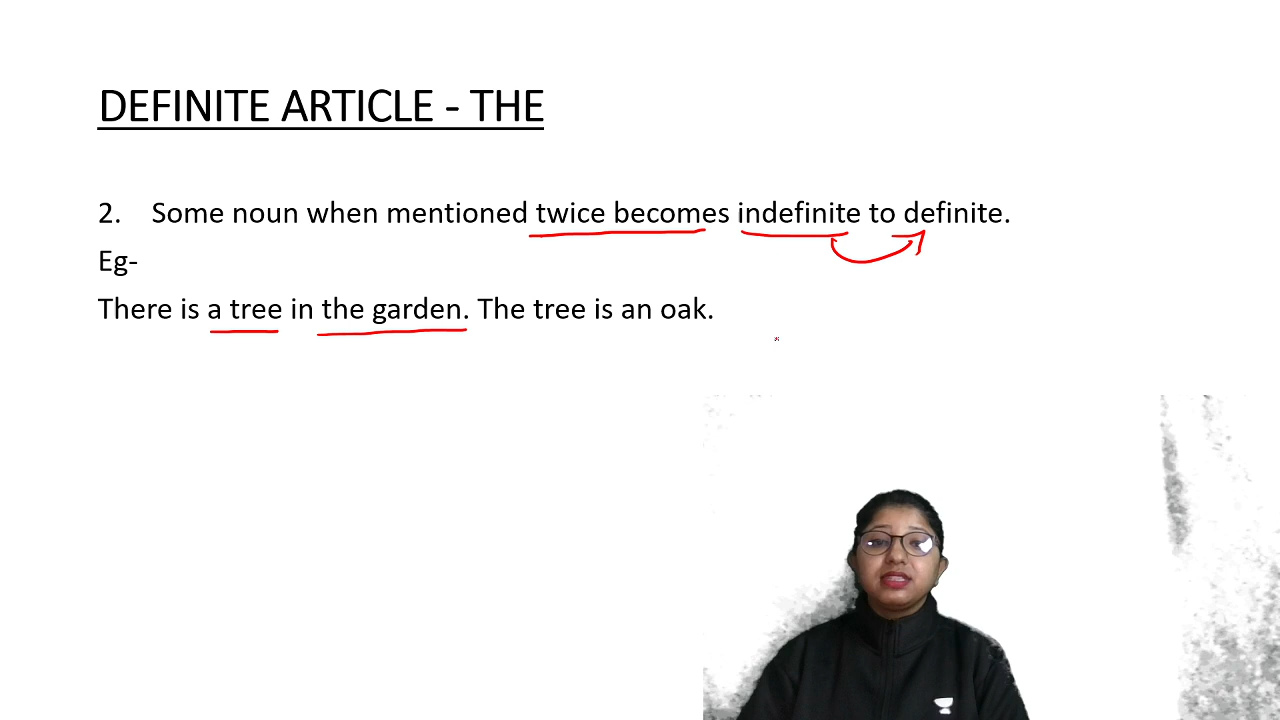 DEFINITE ARTICLE - THE
2. Some noun when mentioned twice becomes indefinite to definite.
Eg-
There is a tree in the garden. The tree is an oak.